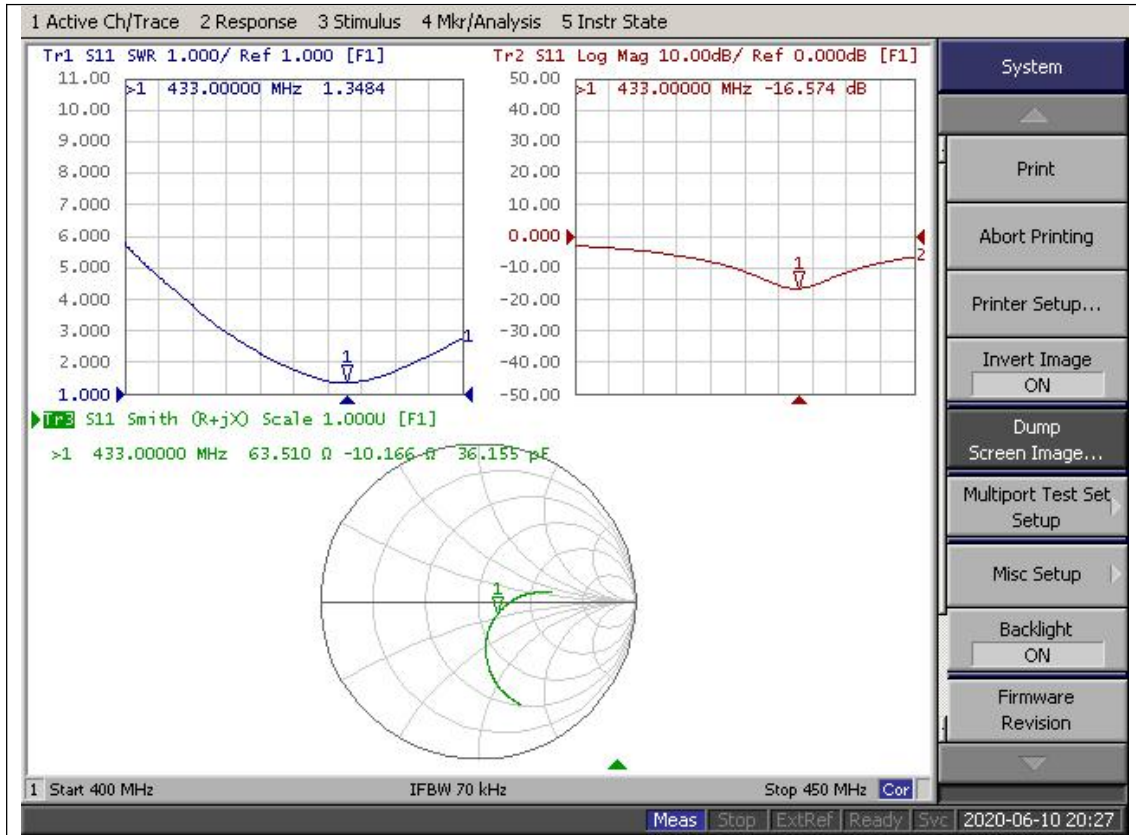 1 Active Ch/Trace 2 Response 3 Stimulus 4 Mkr/Analysis 5 Instr State
Tr1 S11 SWR 1.000/ Ref 1.000 [F1]
11.00
>1 433.00000 MHz 1.3484
10.00
9.000
8.000
7.000
6.000
5.000
4.000
3.000
2.000
1.000
1
1
Tr2 S11 Log Mag 10.00dB/ Ref 0.000dB [F1]
50.00
>1 433.00000 MHz -16.574 dB
40.00
30.00
20.00
10.00
0.000
-10.00
-20.00
-30.00
-40.00
-50.00
1
2
Tr3 S11 Smith (R+jX) Scale 1.000U [F1]
>1 433.00000 MHz 63.510 Ω -10.166 Ω 36.155 pF
1
1 Start 400 MHz
IFBW 70 kHz
Stop 450 MHz Cor
System
Print
Abort Printing
Printer Setup...
Invert Image
ON
Dump
Screen Image...
Multiport Test Set
Setup
Misc Setup
Backlight
ON
Firmware
Revision
Meas Stop ExtRef Ready Svc 2020-06-10 20:27